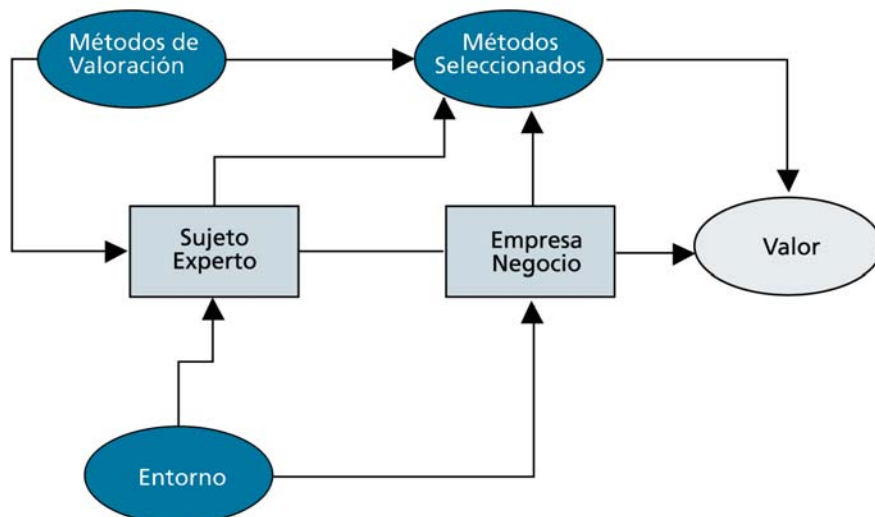 Métodos de
Valoración
Métodos
Seleccionados
Sujeto
Experto
Empresa
Negocio
Valor
Entorno